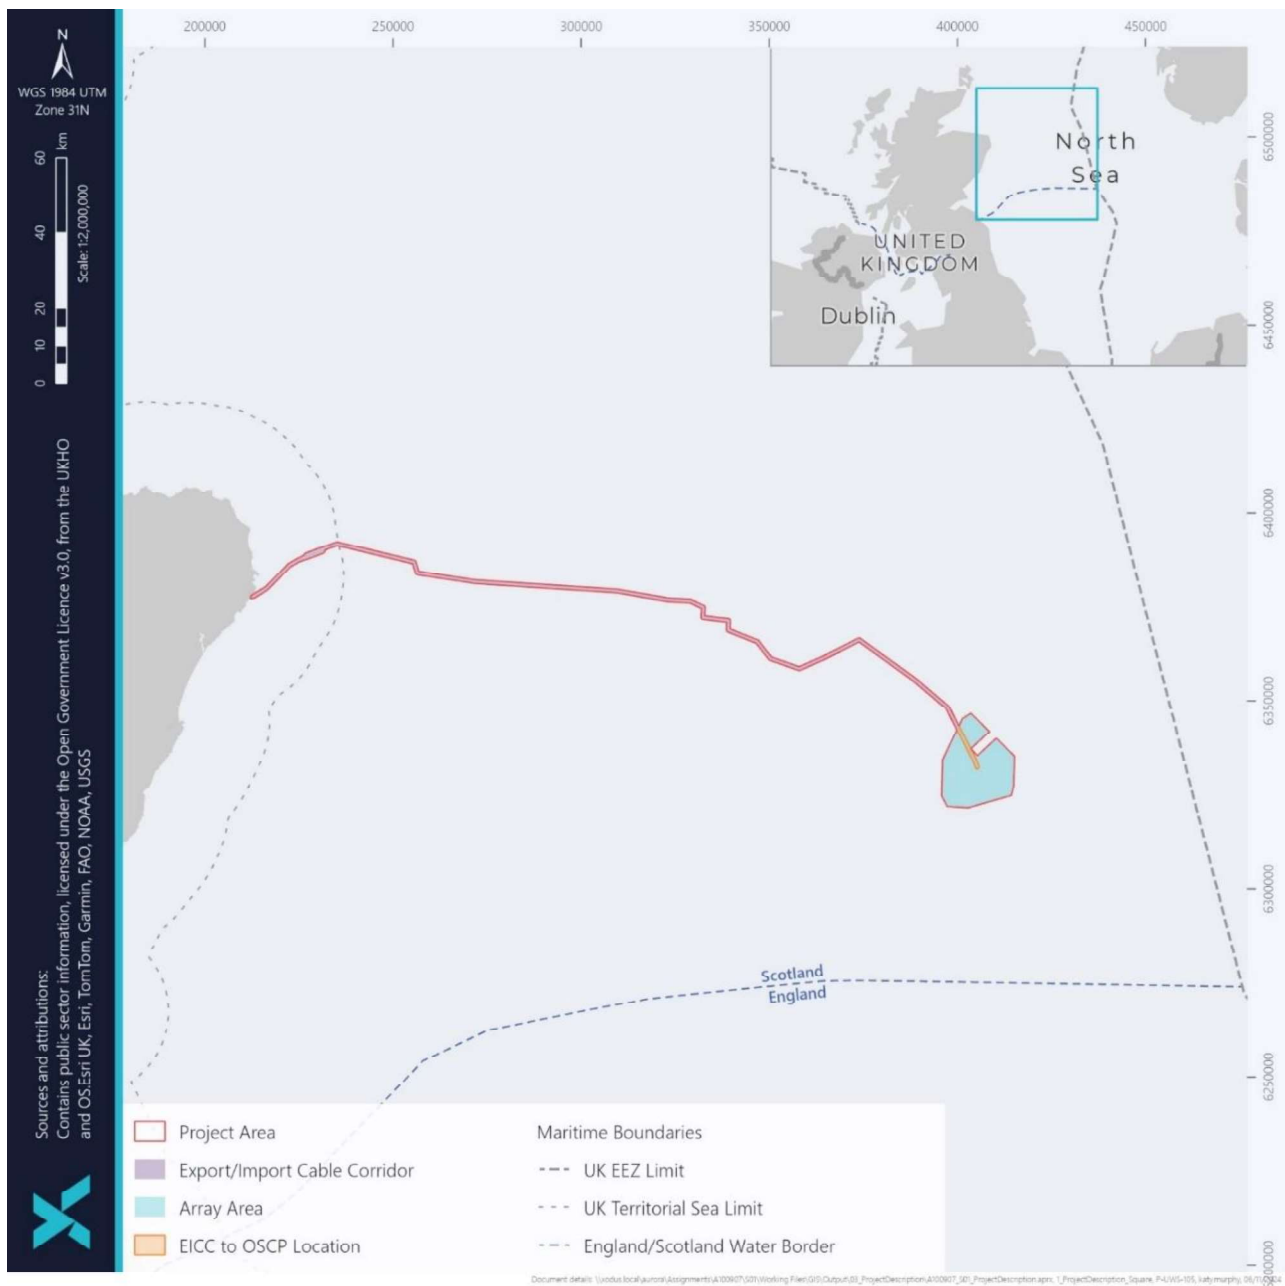 200000
250000
300000
350000
400000
450000
N
WGS 1984 UTM
Zone 31N
km
60
40
20
10
0
Scale: 1:2,000,000
North
Sea
UNITED
KINGDOM
Dublin
6500000
6450000
6400000
6350000
6300000
6250000
Scotland
England
Sources and attributions:
Contains public sector information, licensed under the Open Government Licence v3.0, from the UKHO
and OS.Esri UK, Esri, TomTom, Garmin, FAO, NOAA, USGS
Project Area
Export/Import Cable Corridor
Array Area
EICC to OSCP Location
Maritime Boundaries
UK EEZ Limit
UK Territorial Sea Limit
England/Scotland Water Border